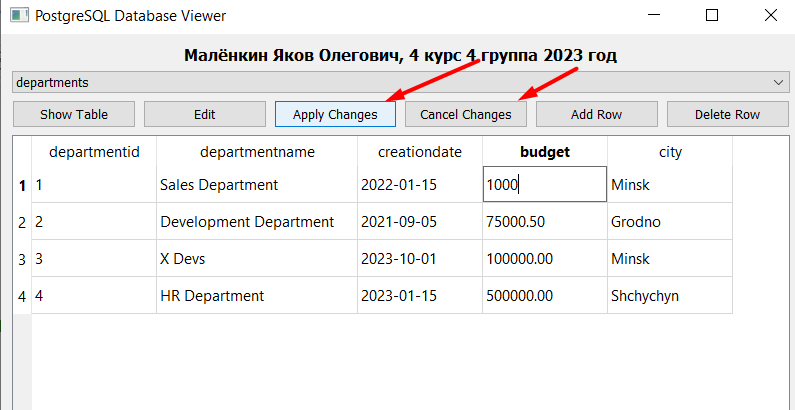 PostgreSQL Database Viewer
Малёнкин Яков Олегович, 4 курс 4 группа 2023 год
departments
Show Table Edit Apply Changes Cancel Changes Add Row Delete Row
departmentid departmentname creationdate budget city
1 1 Sales Department 2022-01-15 1000 Minsk
2 2 Development Department 2021-09-05 75000.50 Grodno
3 3 X Devs 2023-10-01 100000.00 Minsk
4 4 HR Department 2023-01-15 500000.00 Shchychyn